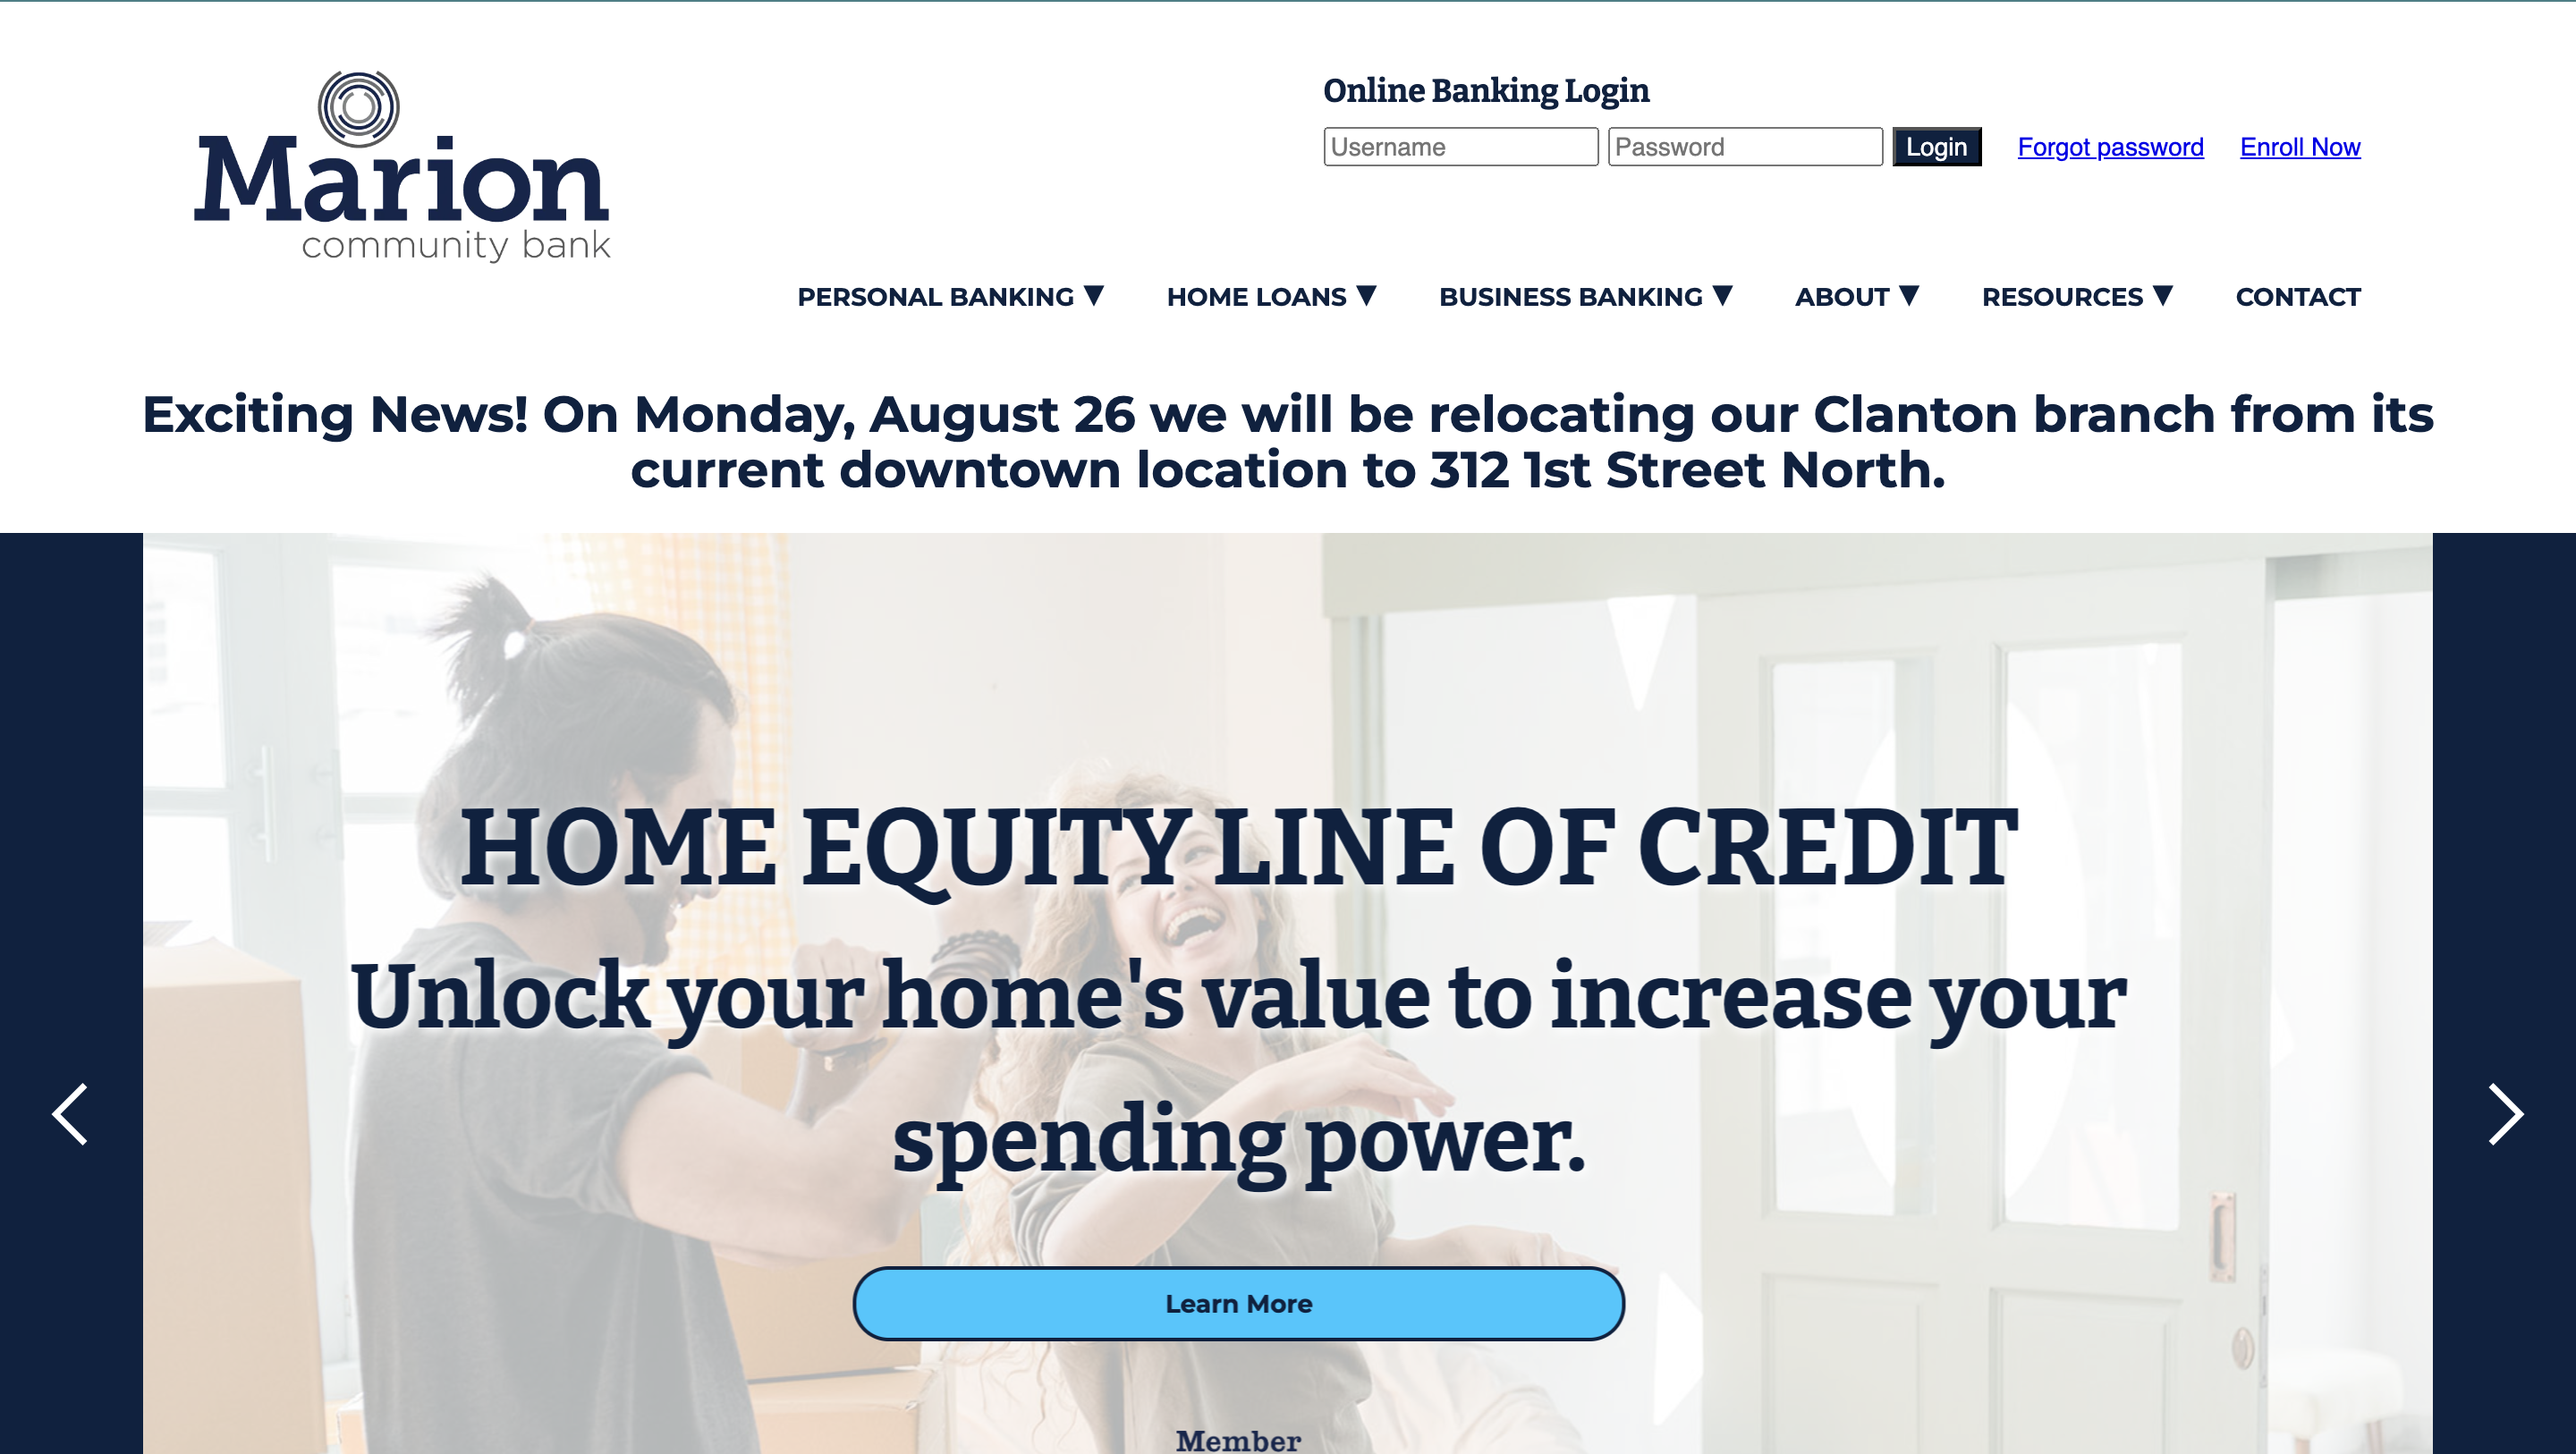 Marion
community bank
Online Banking Login
Username Password Login Forgot password Enroll Now
PERSONAL BANKING ▼ HOME LOANS ▼ BUSINESS BANKING ▼ ABOUT ▼ RESOURCES ▼ CONTACT
Exciting News! On Monday, August 26 we will be relocating our Clanton branch from its
current downtown location to 312 1st Street North.
HOME EQUITY LINE OF CREDIT
Unlock your home's value to increase your
spending power.
Learn More
Member